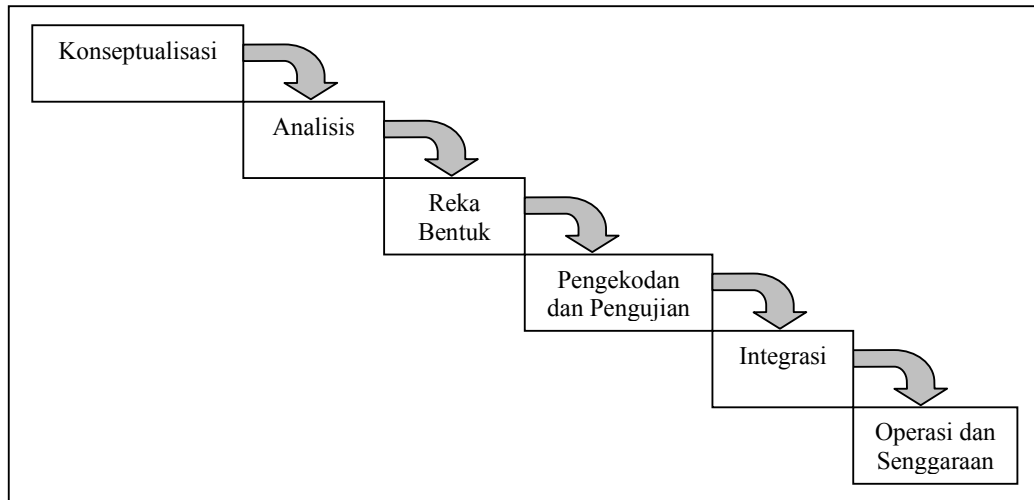 Konseptualisasi
Analisis
Reka
Bentuk
Pengekodan
dan Pengujian
Integrasi
Operasi dan
Senggaraan